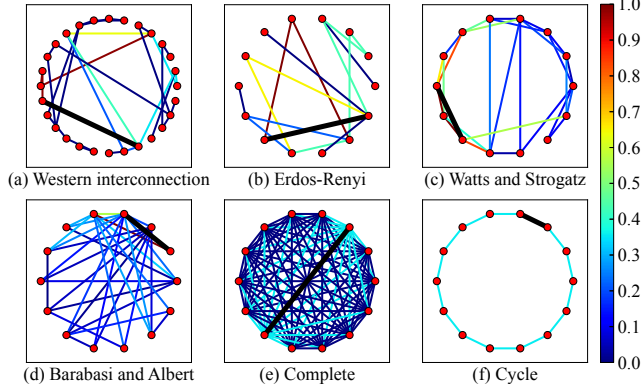 (a) Western interconnection
(b) Erdos-Renyi
(c) Watts and Strogatz
(d) Barabasi and Albert
(e) Complete
(f) Cycle
1.0
0.9
0.8
0.7
0.6
0.5
0.4
0.3
0.2
0.1
0.0